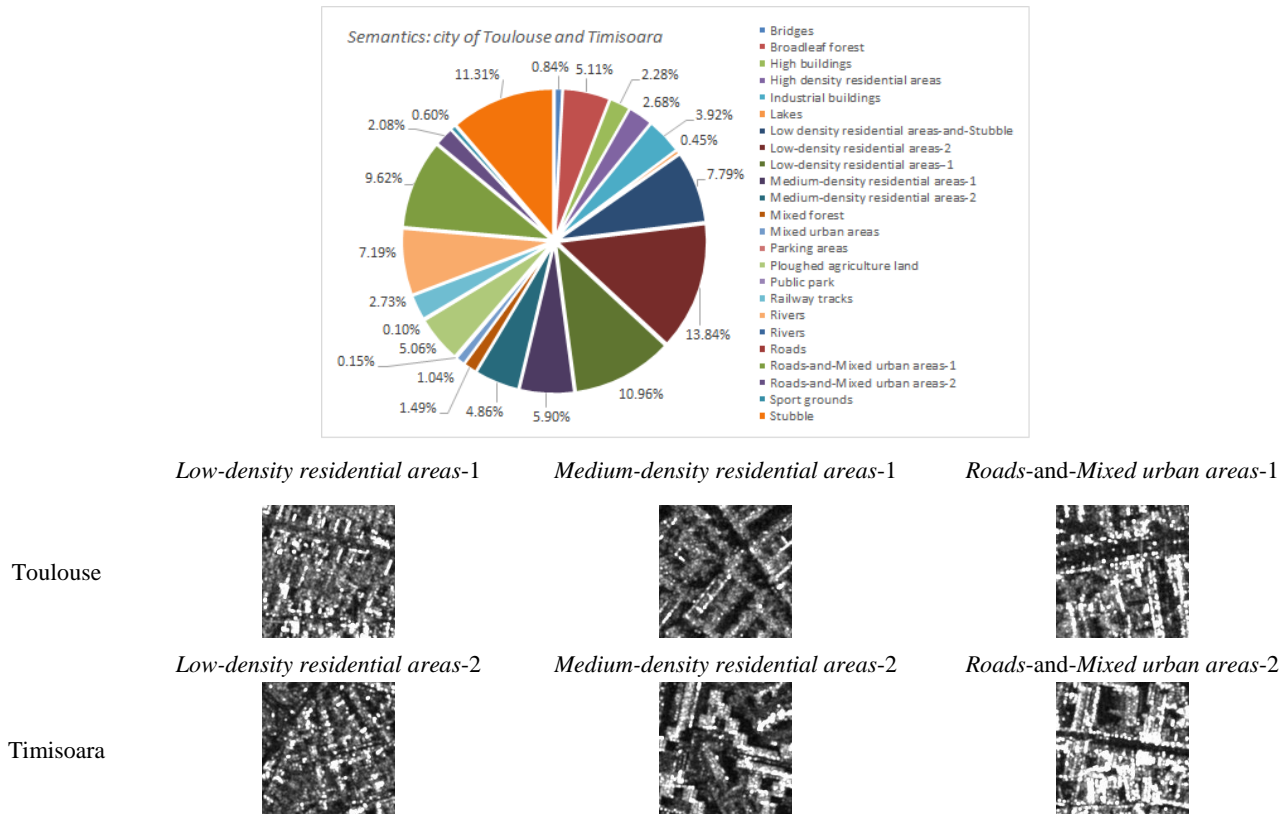 Semantics: city of Toulouse and Timisoara
0.84%
5.11%
2.28%
2.68%
3.92%
0.45%
7.79%
13.84%
10.96%
5.90%
4.86%
1.49%
1.04%
0.15%
5.06%
0.10%
2.73%
7.19%
9.62%
2.08%
0.60%
11.31%
Bridges
Broadleaf forest
High buildings
High density residential areas
Industrial buildings
Lakes
Low density residential areas-and-Stubble
Low-density residential areas-2
Low-density residential areas--1
Medium-density residential areas-1
Medium-density residential areas-2
Mixed forest
Mixed urban areas
Parking areas
Ploughed agriculture land
Public park
Railway tracks
Rivers
Rivers
Roads
Roads-and-Mixed urban areas-1
Roads-and-Mixed urban areas-2
Sport grounds
Stubble
Low-density residential areas-1 Medium-density residential areas-1 Roads-and-Mixed urban areas-1
Toulouse
Low-density residential areas-2 Medium-density residential areas-2 Roads-and-Mixed urban areas-2
Timisoara